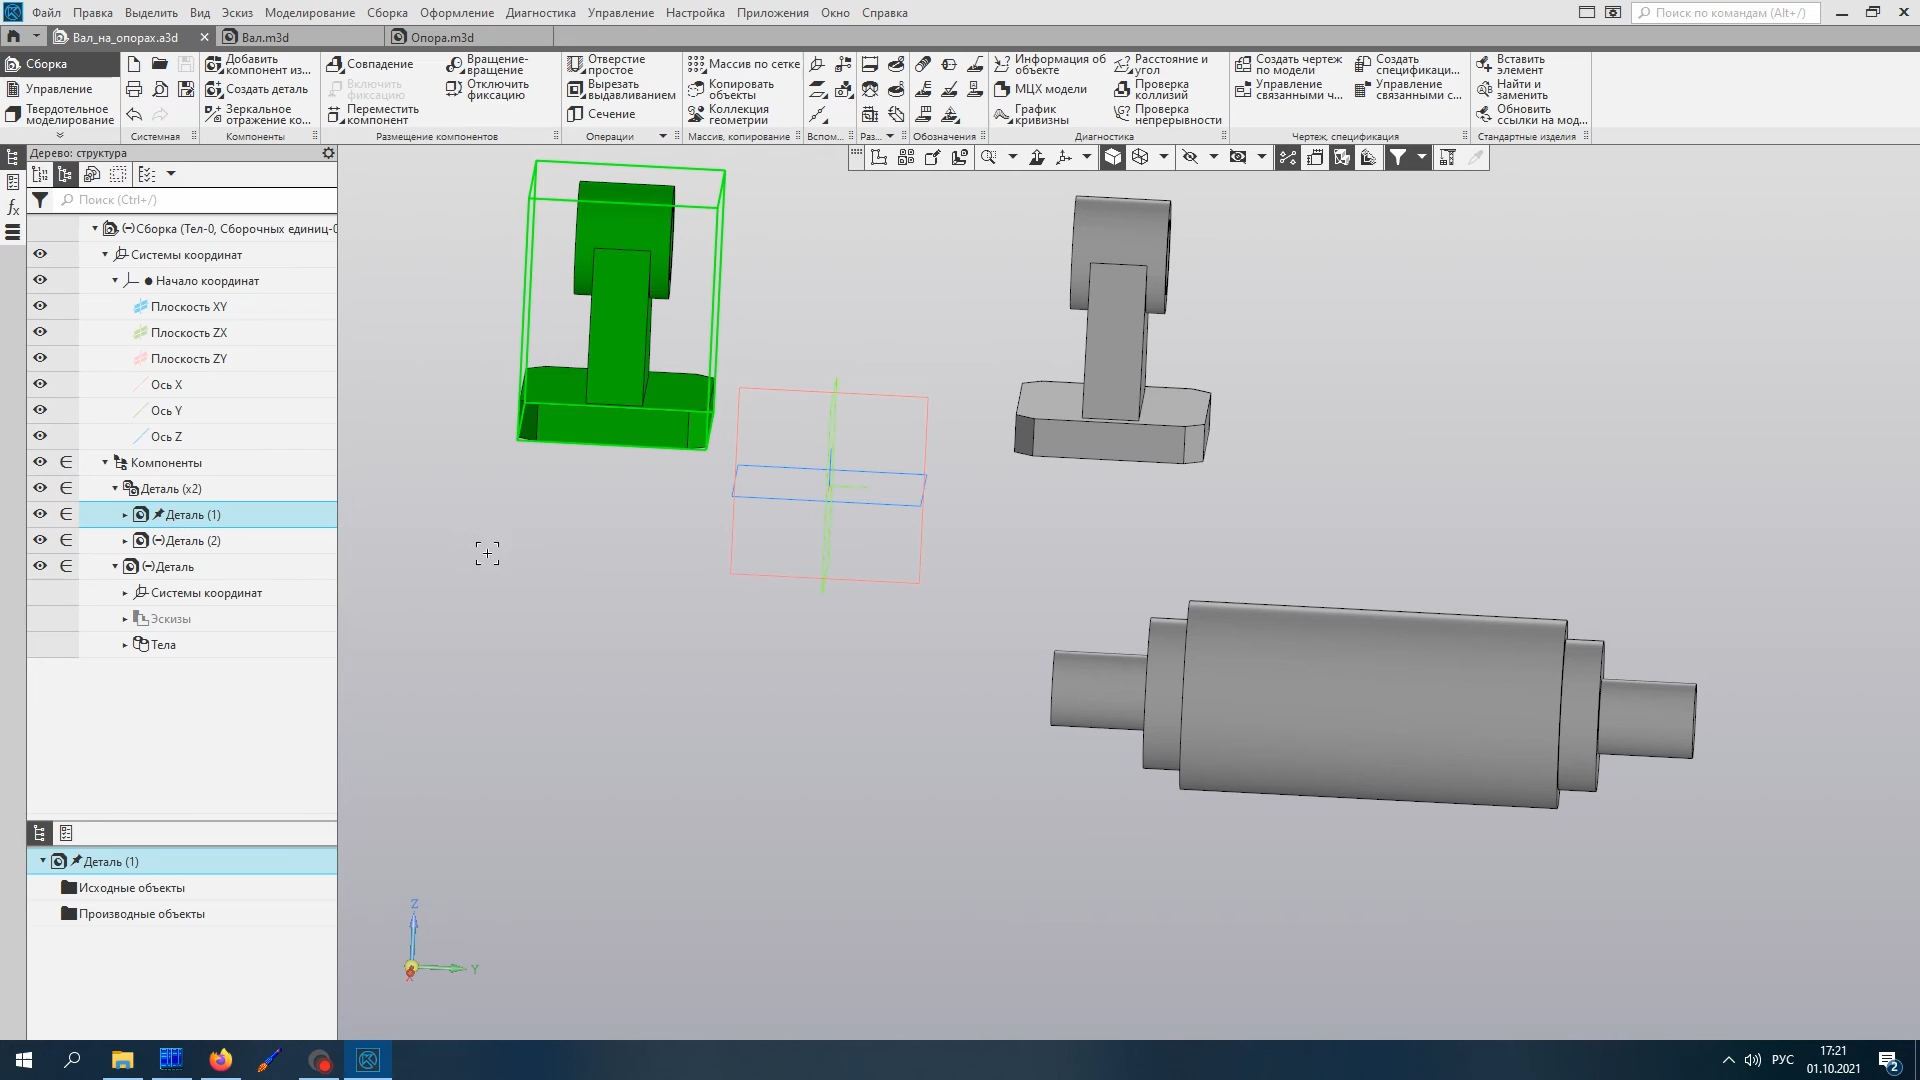 Файл Правка Выделить Вид Эскиз Моделирование Сборка Оформление Диагностика Управление Настройка Приложения Окно Справка Поиск по командам (Alt+/)
Вал_на_опорах.a3d Вал.m3d Опора.m3d
Сборка
Управление
Твердотельное
моделирование
Системная
Добавить
компонент из...
Создать деталь
Зеркальное
отражение ко...
Компоненты
Совпадение
Включить
фиксацию
Переместить
компонент
Вращение-
вращение
Отключить
фиксацию
Размещение компонентов
Отверстие
простое
Вырезать
выдавливанием
Сечение
Операции
Массив по сетке
Копировать
объекты
Коллекция
геометрии
Массив, копирование
Вспом...
Раз...
Обозначения
Информация об
объекте
МЦХ модели
График
кривизны
Расстояние и
угол
Проверка
коллизий
Проверка
непрерывности
Диагностика
Создать чертеж
по модели
Управление
связанными ч...
Создать
спецификаци...
Управление
связанными с...
Чертеж, спецификация
Вставить
элемент
Найти и
заменить
Обновить
ссылки на мод...
Стандартные изделия
Дерево: структура
Поиск (Ctrl+/)
(−)Сборка (Тел-0, Сборочных единиц-0
Системы координат
Начало координат
Плоскость XY
Плоскость ZX
Плоскость ZY
Ось X
Ось Y
Ось Z
Компоненты
Деталь (x2)
Деталь (1)
(−)Деталь (2)
(−)Деталь
Системы координат
Эскизы
Тела
Деталь (1)
Исходные объекты
Производные объекты
Z
Y
X
РУС
17:21
01.10.2021
2